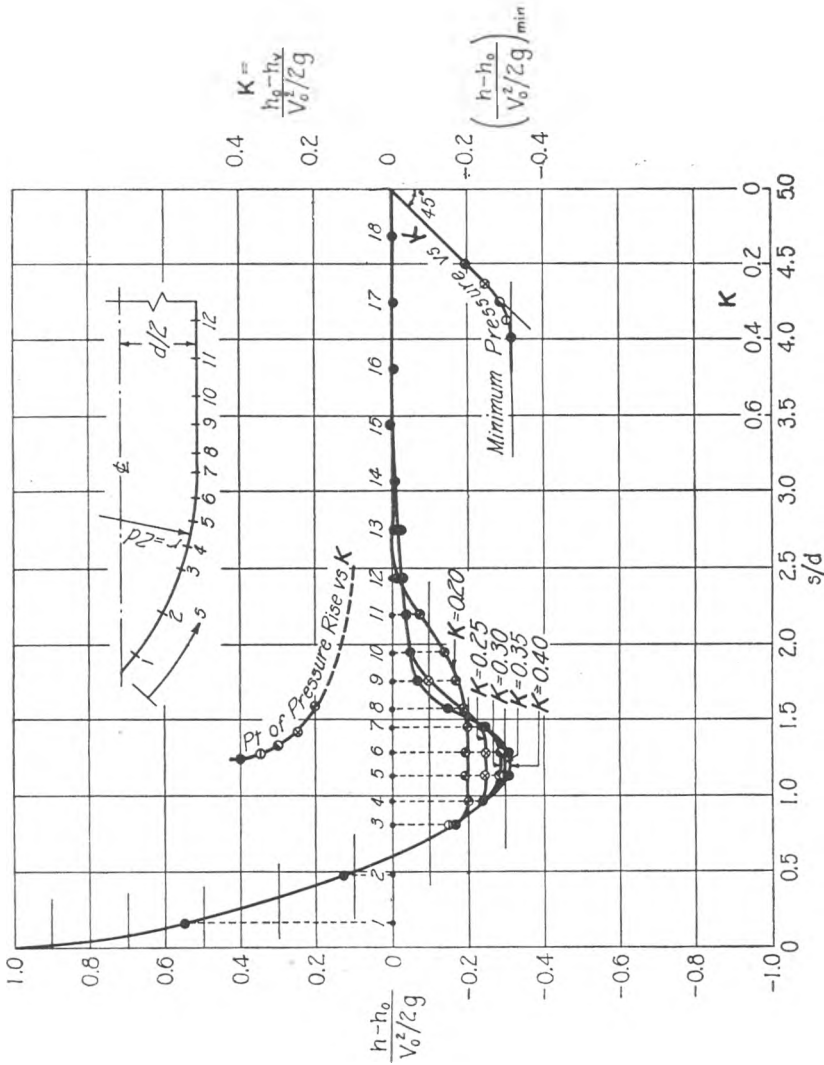 K =
h₀-hᵥ
V₀²/2g
0.4
0.2
0
÷0.2
-0.4
(h-h₀ / V₀²/2g)min
1.0
0.8
0.6
0.4
0.2
0
-0.2
-0.4
-0.6
-0.8
-1.0
h-h₀
V₀²/2g
℄
d/2
r=2d
S
1 2 3 4 5 6 7 8 9 10 11 12
Pt of Pressure Rise vs K
1 2 3 4 5 6 7 8 9 10 11 12 13 14 15 16 17 18
K=0.20
K=0.25
K=0.30
K=0.35
K≥0.40
Minimum Pressure vs K
45°
0.6 0.4 0.2 0
K
0 0.5 1.0 1.5 2.0 2.5 3.0 3.5 4.0 4.5 5.0
s/d